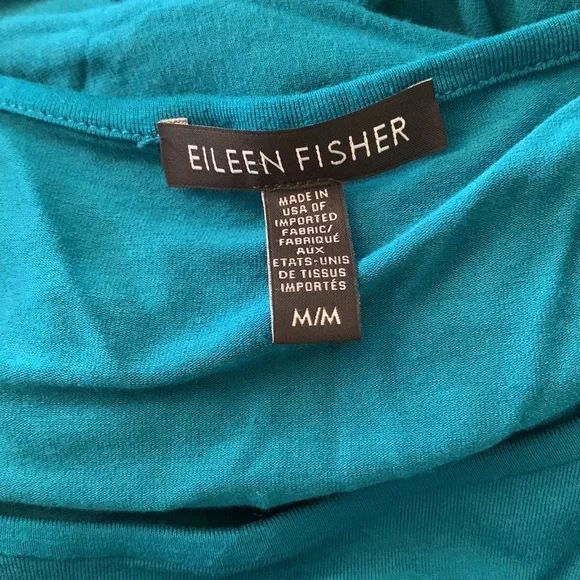 EILEEN FISHER
MADE IN
USA OF
IMPORTED
FABRIC/
FABRIQUÉ
AUX
ETATS-UNIS
DE TISSUS
IMPORTÉS
M/M